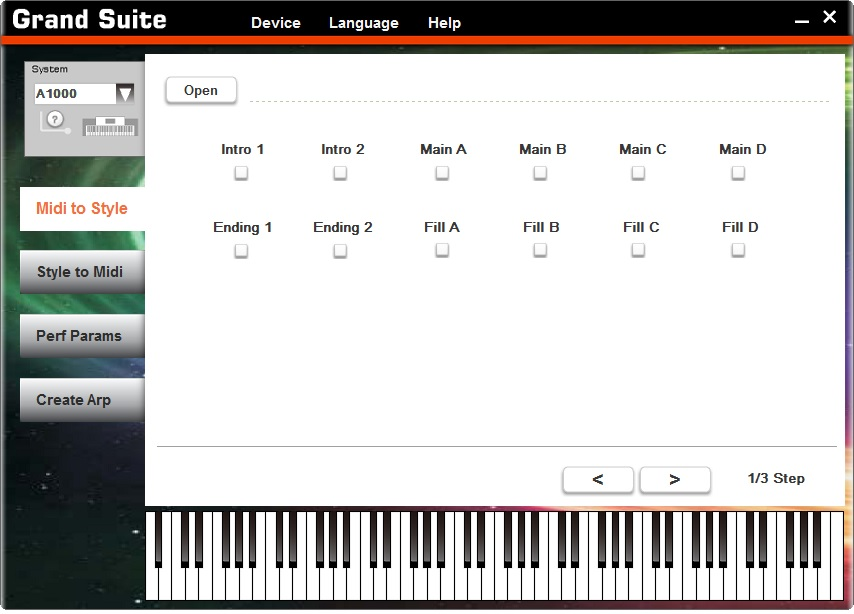 Grand Suite
Device Language Help
System
A1000
?
Open
Intro 1 Intro 2 Main A Main B Main C Main D
Ending 1 Ending 2 Fill A Fill B Fill C Fill D
Midi to Style
Style to Midi
Perf Params
Create Arp
< > 1/3 Step